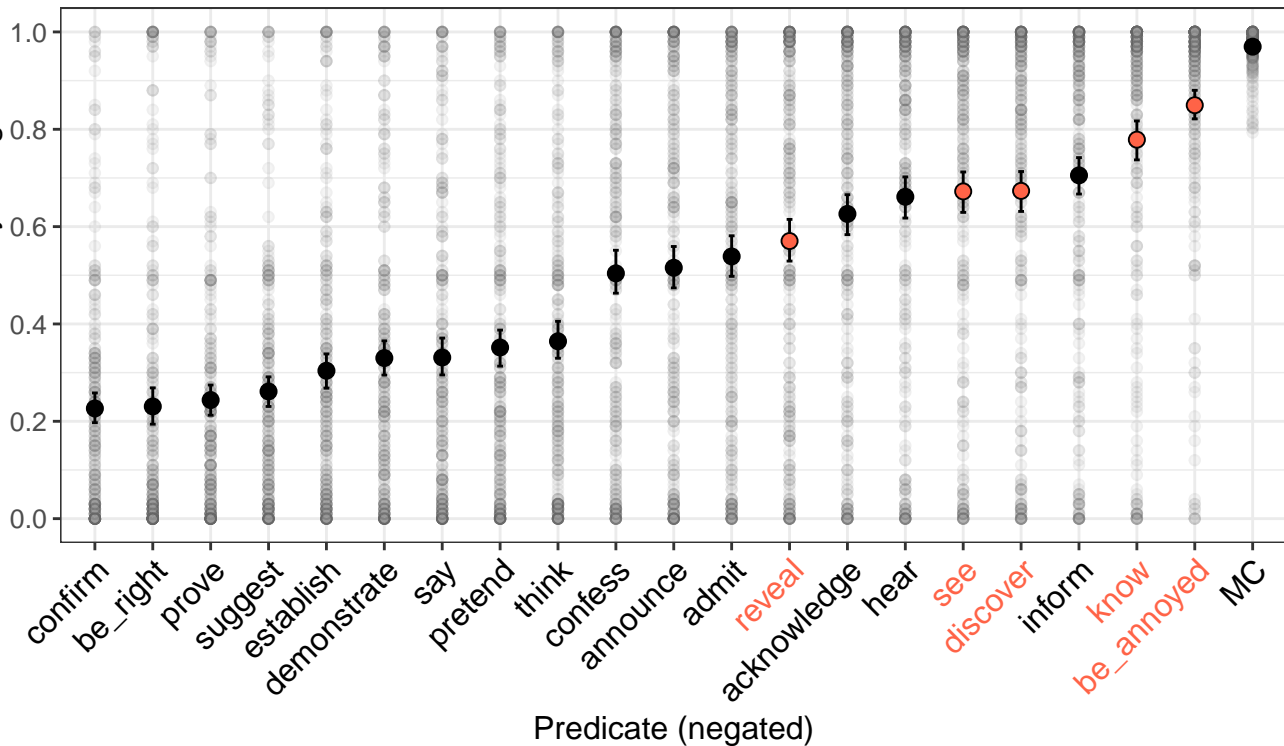 1.0
0.8
0.6
0.4
0.2
0.0
confirm
be_right
prove
suggest
establish
demonstrate
say
pretend
think
confess
announce
admit
reveal
acknowledge
hear
see
discover
inform
know
be_annoyed
MC
Predicate (negated)